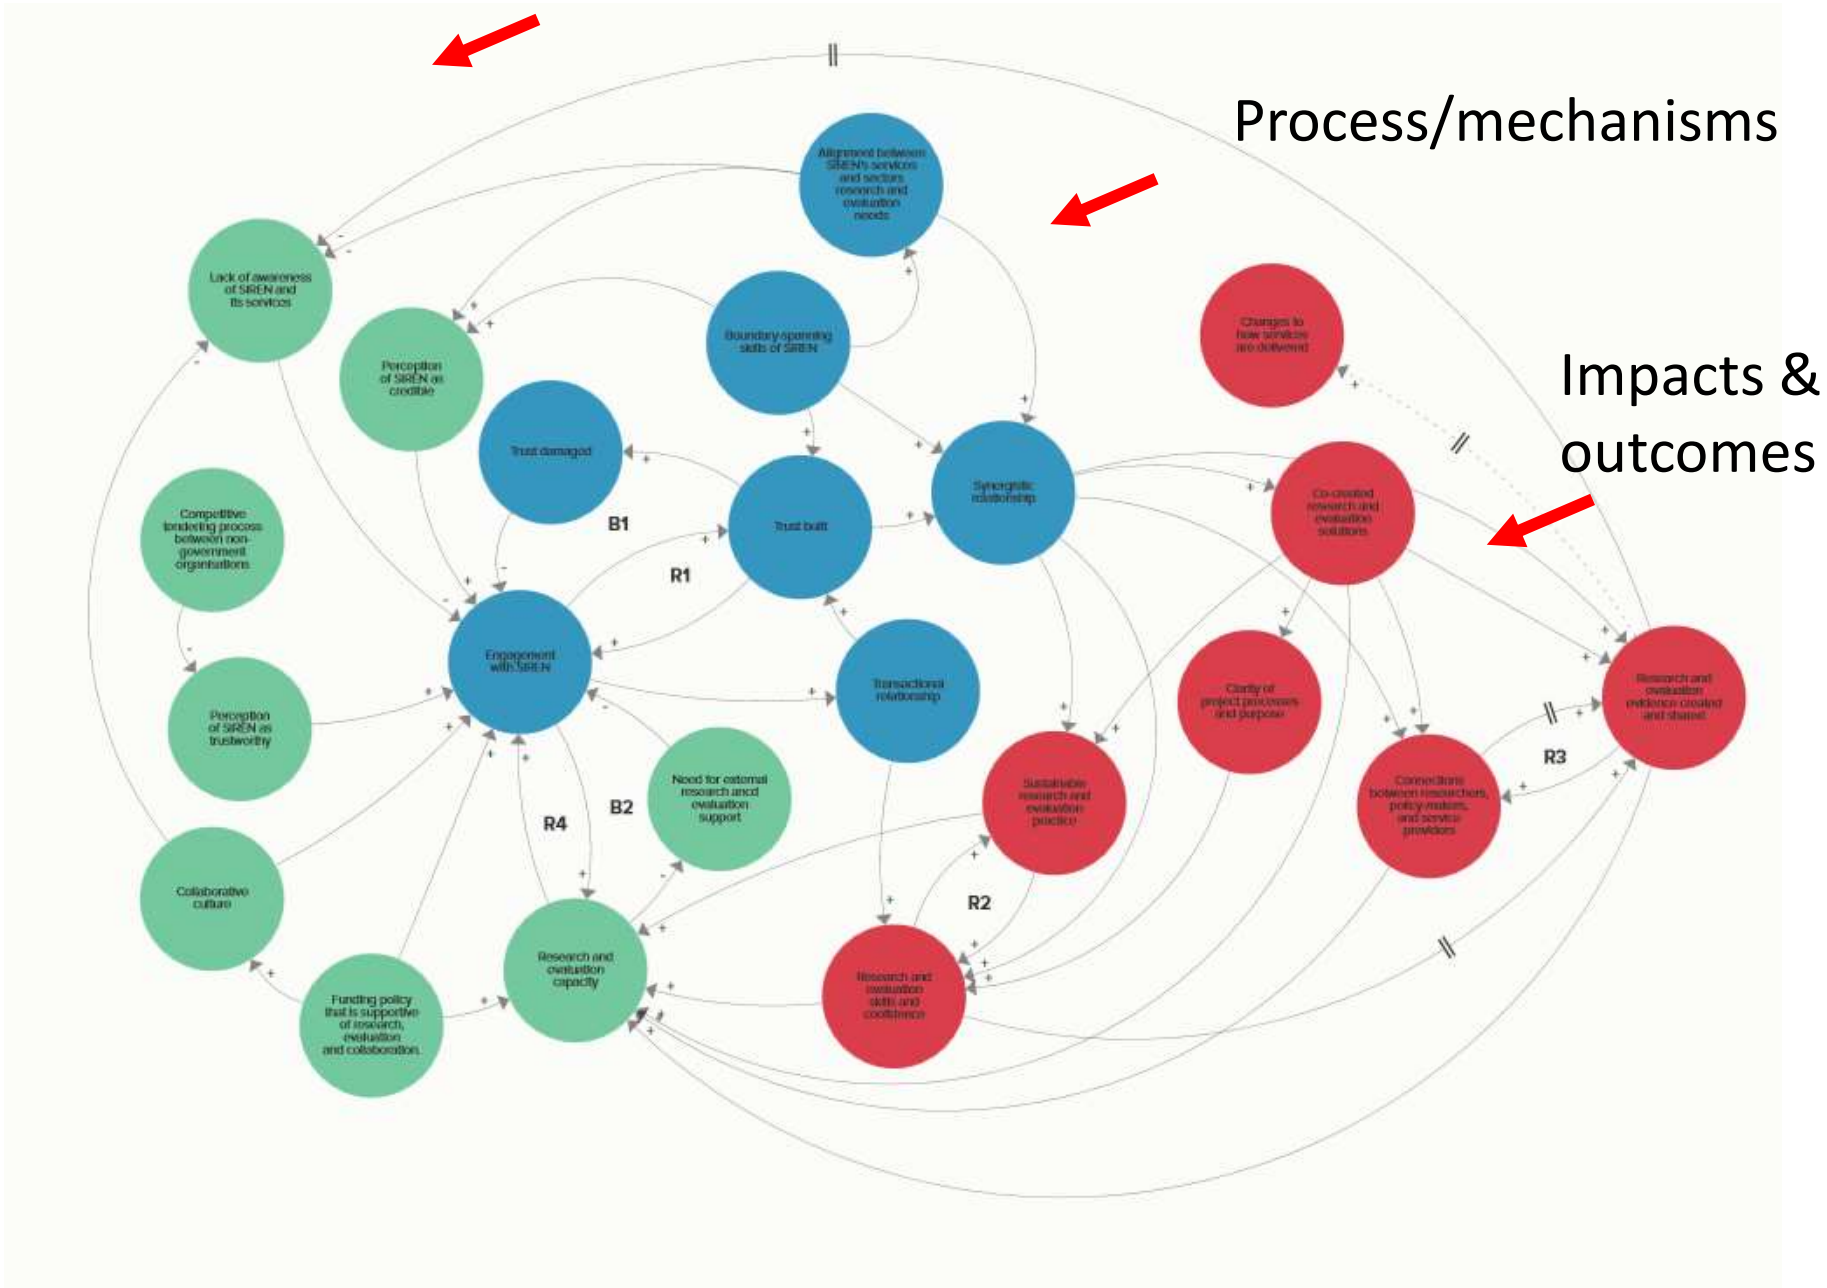 Process/mechanisms
Alignment between
SIREN's services
and sectors
research and
evaluation
needs
Lack of awareness
of SIREN and
its services
Boundary-spanning
skills of SIREN
Changes to
how services
are delivered
Impacts &
outcomes
Perception
of SIREN as
credible
Trust damaged
Synergistic
relationship
Co-created
research and
evaluation
solutions
Competitive
tendering process
between non-
government
organisations
B1
Trust built
R1
Engagement
with SIREN
Transactional
relationship
Clarity of
project processes
and purpose
Research and
evaluation
evidence created
and shared
Perception
of SIREN as
trustworthy
R3
Need for external
research ancd
evaluation
support
Sustainable
research and
evaluation
practice
Connections
between researchers,
policy-makers,
and service
providers
B2
R4
Collaborative
culture
R2
Research and
evaluation
capacity
Research and
evaluation
skills and
confidence
Funding policy
that is supportive
of research,
evaluation
and collaboration.